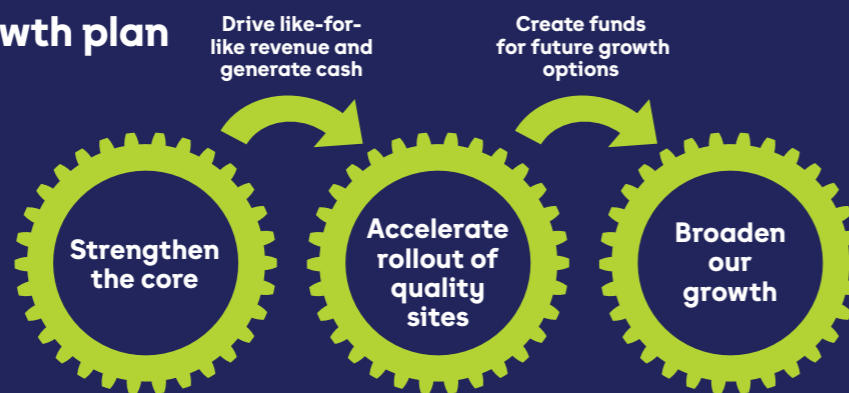 wth plan
Drive like-for-
like revenue and
generate cash
Create funds
for future growth
options
Strengthen
the core
Accelerate
rollout of
quality
sites
Broaden
our
growth